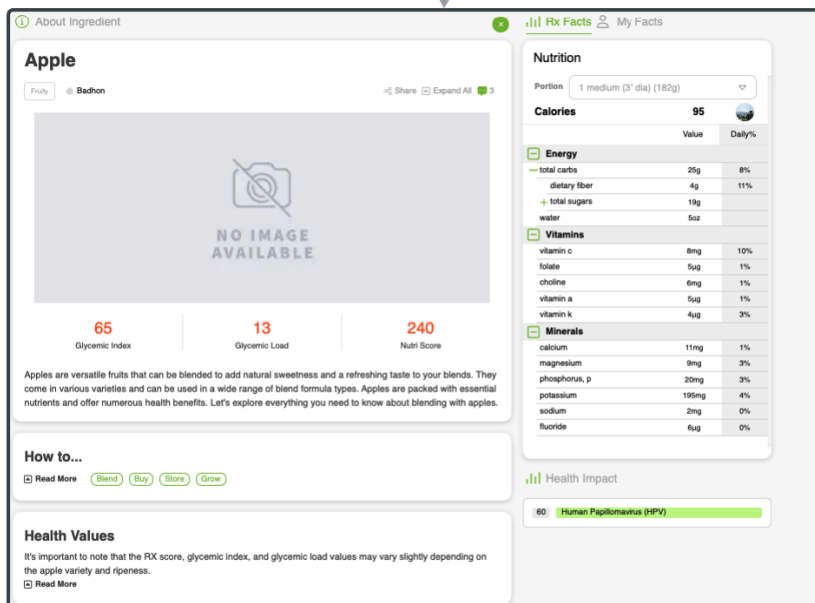 About Ingredient
Apple
Fruity Badhon Share Expand All 3
NO IMAGE
AVAILABLE
65 13 240
Glycemic Index Glycemic Load Nutri Score
Apples are versatile fruits that can be blended to add natural sweetness and a refreshing taste to your blends. They
come in various varieties and can be used in a wide range of blend formula types. Apples are packed with essential
nutrients and offer numerous health benefits. Let's explore everything you need to know about blending with apples.
How to...
Read More Blend Buy Store Grow
Health Values
It's important to note that the RX score, glycemic index, and glycemic load values may vary slightly depending on
the apple variety and ripeness.
Read More
Rx Facts My Facts
Nutrition
Portion 1 medium (3" dia) (182g)
Calories 95
Value Daily%
Energy
total carbs 25g 8%
dietary fiber 4g 11%
total sugars 19g
water 5oz
Vitamins
vitamin c 8mg 10%
folate 5µg 1%
choline 6mg 1%
vitamin a 5µg 1%
vitamin k 4µg 3%
Minerals
calcium 11mg 1%
magnesium 9mg 3%
phosphorus, p 20mg 3%
potassium 195mg 4%
sodium 2mg 0%
fluoride 6µg 0%
Health Impact
60 Human Papillomavirus (HPV)